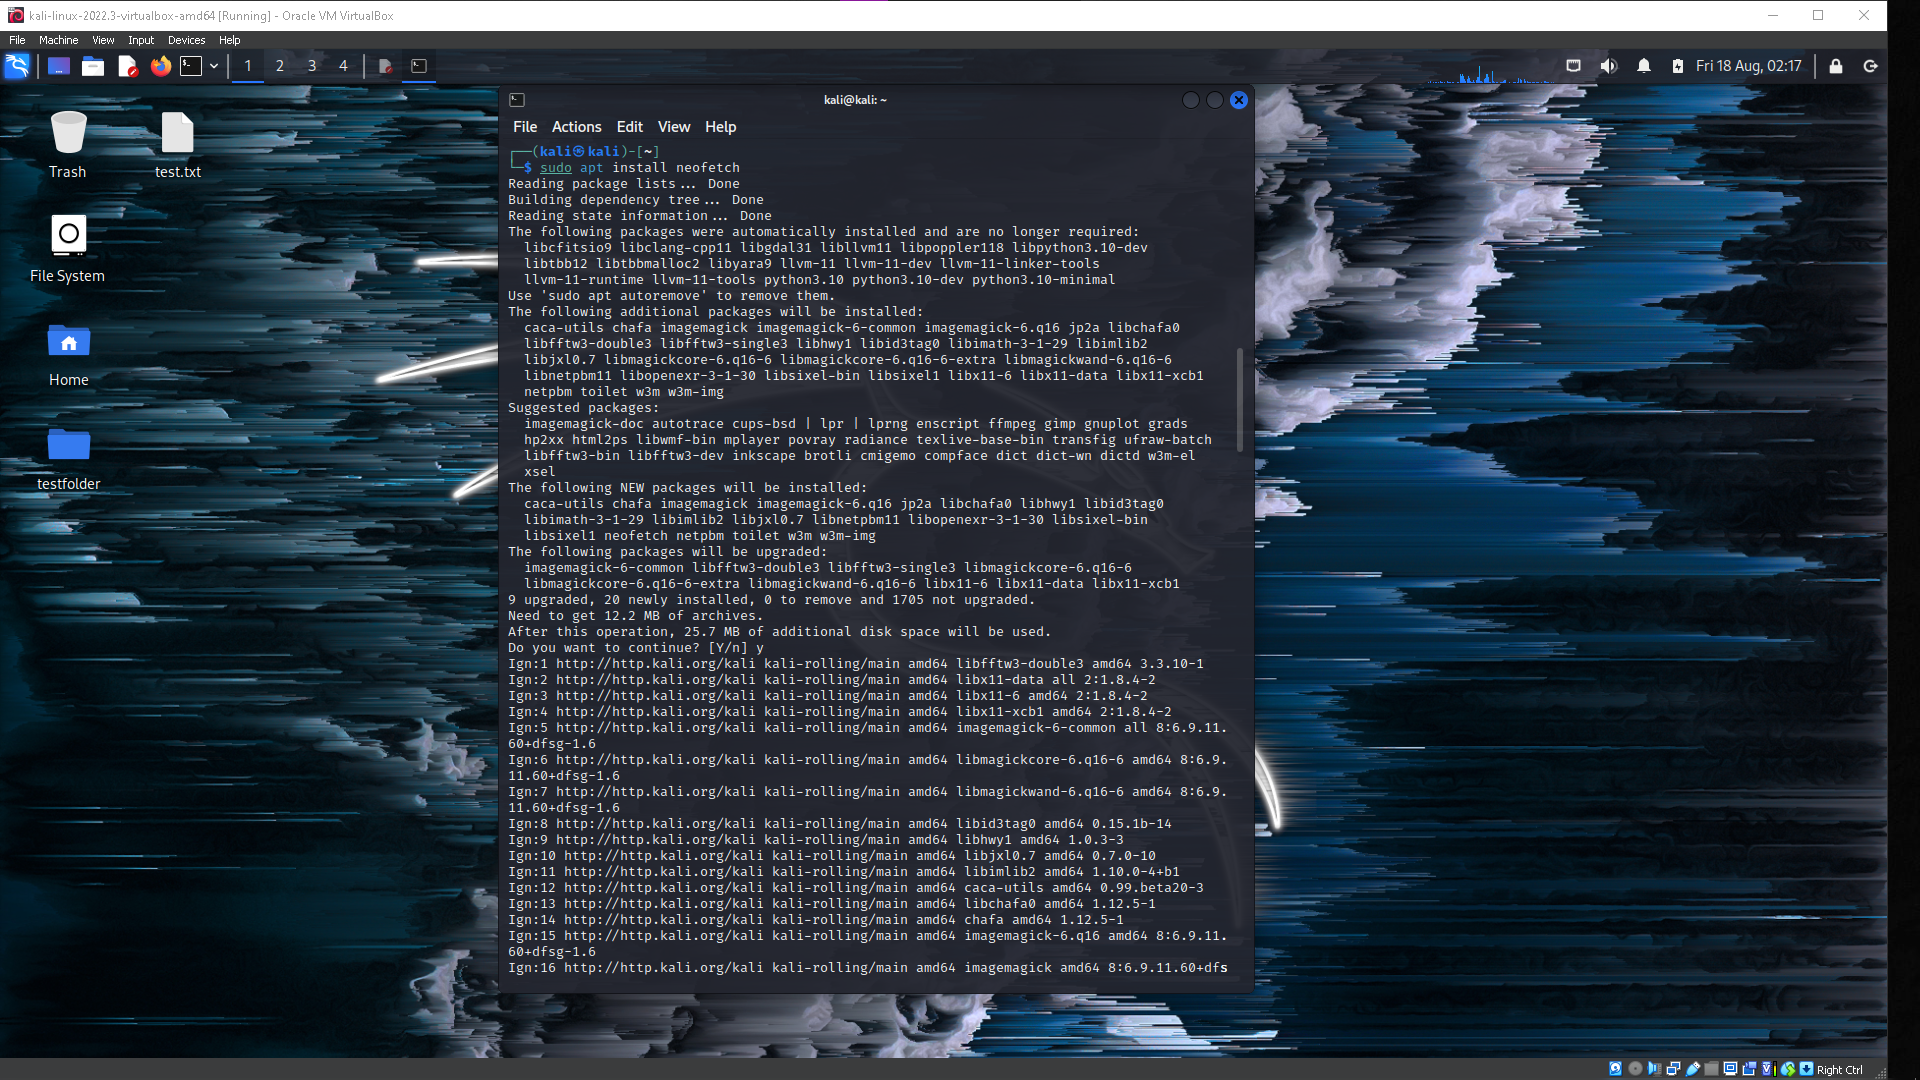 kali-linux-2022.3-virtualbox-amd64 [Running] - Oracle VM VirtualBox
File Machine View Input Devices Help
1 2 3 4
Fri 18 Aug, 02:17
Trash
test.txt
File System
Home
testfolder
kali@kali: ~
File Actions Edit View Help
┌──(kali㉿kali)-[~]
└─$ sudo apt install neofetch
Reading package lists... Done
Building dependency tree... Done
Reading state information... Done
The following packages were automatically installed and are no longer required:
libcfitsio9 libclang-cpp11 libgdal31 libllvm11 libpoppler118 libpython3.10-dev
libtbb12 libtbbmalloc2 libyara9 llvm-11 llvm-11-dev llvm-11-linker-tools
llvm-11-runtime llvm-11-tools python3.10 python3.10-dev python3.10-minimal
Use 'sudo apt autoremove' to remove them.
The following additional packages will be installed:
caca-utils chafa imagemagick imagemagick-6-common imagemagick-6.q16 jp2a libchafa0
libfftw3-double3 libfftw3-single3 libhwy1 libid3tag0 libimath-3-1-29 libimlib2
libjxl0.7 libmagickcore-6.q16-6 libmagickcore-6.q16-6-extra libmagickwand-6.q16-6
libnetpbm11 libopenexr-3-1-30 libsixel-bin libsixel1 libx11-6 libx11-data libx11-xcb1
netpbm toilet w3m w3m-img
Suggested packages:
imagemagick-doc autotrace cups-bsd | lpr | lprng enscript ffmpeg gimp gnuplot grads
hp2xx html2ps libwmf-bin mplayer povray radiance texlive-base-bin transfig ufraw-batch
libfftw3-bin libfftw3-dev inkscape brotli cmigemo compface dict dict-wn dictd w3m-el
xsel
The following NEW packages will be installed:
caca-utils chafa imagemagick imagemagick-6.q16 jp2a libchafa0 libhwy1 libid3tag0
libimath-3-1-29 libimlib2 libjxl0.7 libnetpbm11 libopenexr-3-1-30 libsixel-bin
libsixel1 neofetch netpbm toilet w3m w3m-img
The following packages will be upgraded:
imagemagick-6-common libfftw3-double3 libfftw3-single3 libmagickcore-6.q16-6
libmagickcore-6.q16-6-extra libmagickwand-6.q16-6 libx11-6 libx11-data libx11-xcb1
9 upgraded, 20 newly installed, 0 to remove and 1705 not upgraded.
Need to get 12.2 MB of archives.
After this operation, 25.7 MB of additional disk space will be used.
Do you want to continue? [Y/n] y
Ign:1 http://http.kali.org/kali kali-rolling/main amd64 libfftw3-double3 amd64 3.3.10-1
Ign:2 http://http.kali.org/kali kali-rolling/main amd64 libx11-data all 2:1.8.4-2
Ign:3 http://http.kali.org/kali kali-rolling/main amd64 libx11-6 amd64 2:1.8.4-2
Ign:4 http://http.kali.org/kali kali-rolling/main amd64 libx11-xcb1 amd64 2:1.8.4-2
Ign:5 http://http.kali.org/kali kali-rolling/main amd64 imagemagick-6-common all 8:6.9.11.
60+dfsg-1.6
Ign:6 http://http.kali.org/kali kali-rolling/main amd64 libmagickcore-6.q16-6 amd64 8:6.9.
11.60+dfsg-1.6
Ign:7 http://http.kali.org/kali kali-rolling/main amd64 libmagickwand-6.q16-6 amd64 8:6.9.
11.60+dfsg-1.6
Ign:8 http://http.kali.org/kali kali-rolling/main amd64 libid3tag0 amd64 0.15.1b-14
Ign:9 http://http.kali.org/kali kali-rolling/main amd64 libhwy1 amd64 1.0.3-3
Ign:10 http://http.kali.org/kali kali-rolling/main amd64 libjxl0.7 amd64 0.7.0-10
Ign:11 http://http.kali.org/kali kali-rolling/main amd64 libimlib2 amd64 1.10.0-4+b1
Ign:12 http://http.kali.org/kali kali-rolling/main amd64 caca-utils amd64 0.99.beta20-3
Ign:13 http://http.kali.org/kali kali-rolling/main amd64 libchafa0 amd64 1.12.5-1
Ign:14 http://http.kali.org/kali kali-rolling/main amd64 chafa amd64 1.12.5-1
Ign:15 http://http.kali.org/kali kali-rolling/main amd64 imagemagick-6.q16 amd64 8:6.9.11.
60+dfsg-1.6
Ign:16 http://http.kali.org/kali kali-rolling/main amd64 imagemagick amd64 8:6.9.11.60+dfs
Right Ctrl